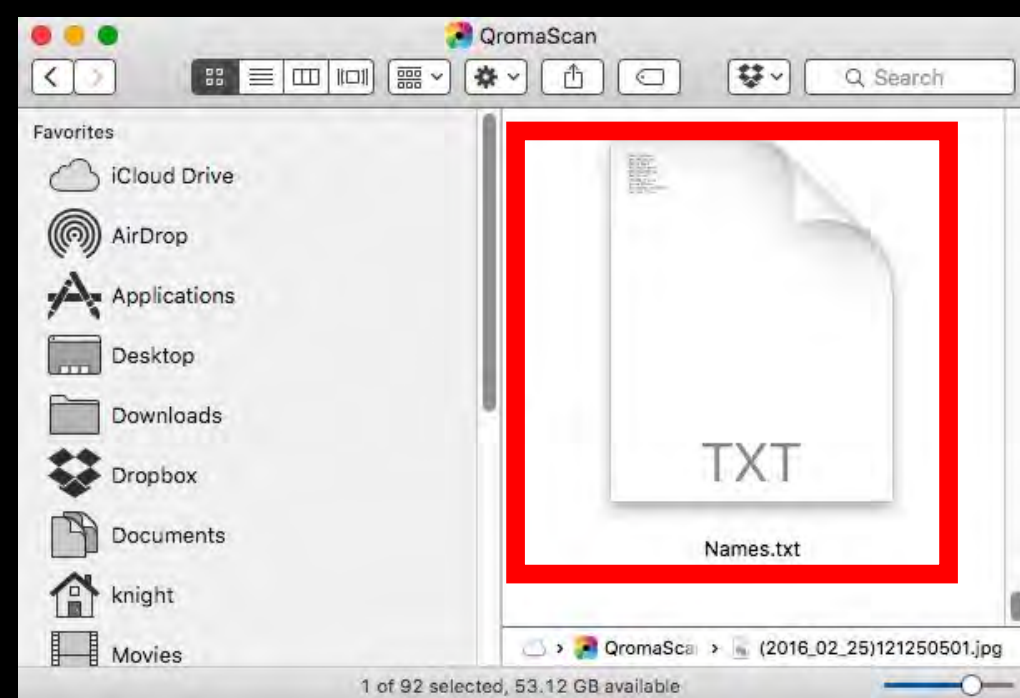 QromaScan
Search
Favorites
iCloud Drive
AirDrop
Applications
Desktop
Downloads
Dropbox
Documents
knight
Movies
TXT
Names.txt
QromaSca > (2016_02_25)121250501.jpg
1 of 92 selected, 53.12 GB available